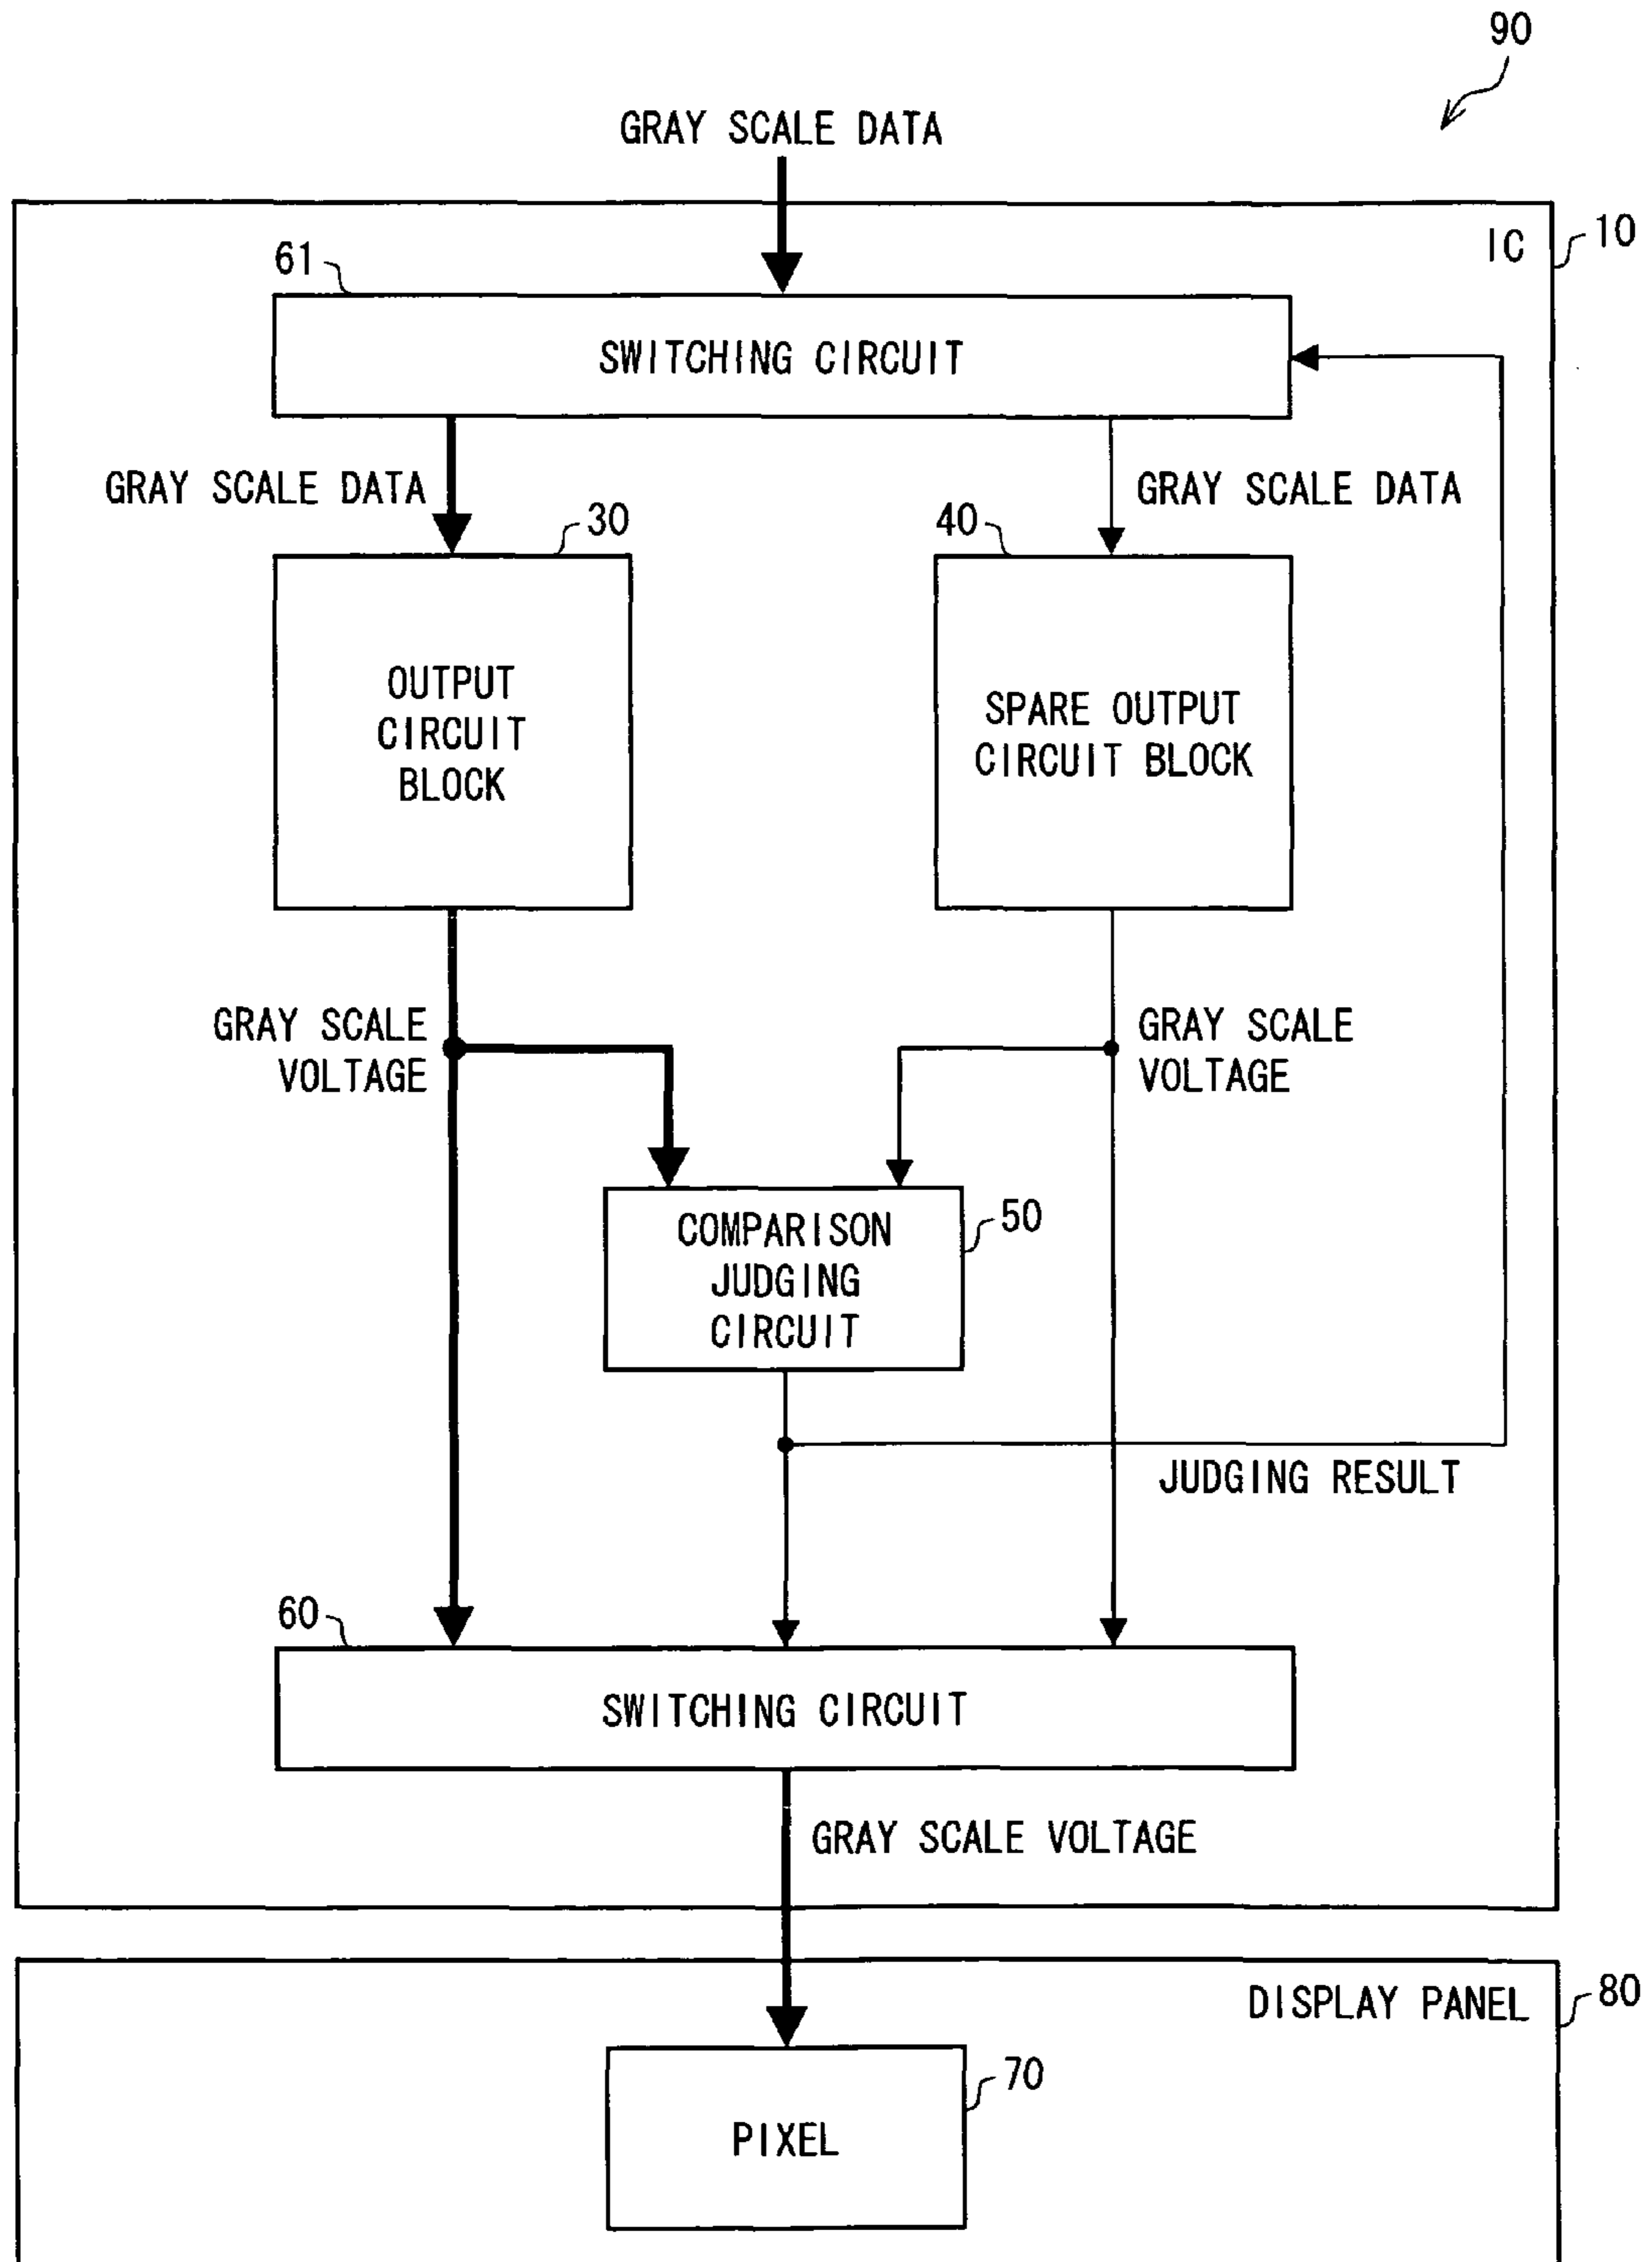 90
GRAY SCALE DATA
IC
10
61
SWITCHING CIRCUIT
GRAY SCALE DATA
GRAY SCALE DATA
30
40
OUTPUT
CIRCUIT
BLOCK
SPARE OUTPUT
CIRCUIT BLOCK
GRAY SCALE
VOLTAGE
GRAY SCALE
VOLTAGE
COMPARISON
JUDGING
CIRCUIT
50
JUDGING RESULT
60
SWITCHING CIRCUIT
GRAY SCALE VOLTAGE
DISPLAY PANEL
80
70
PIXEL